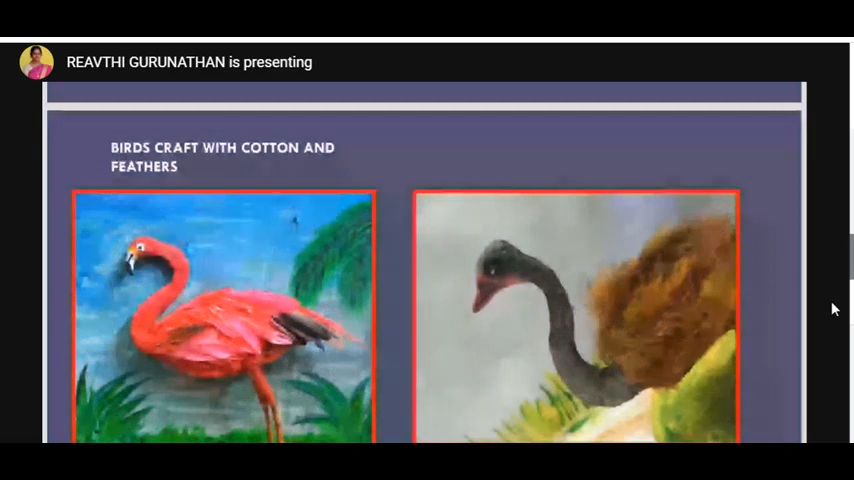 REAVTHI GURUNATHAN is presenting
BIRDS CRAFT WITH COTTON AND
FEATHERS